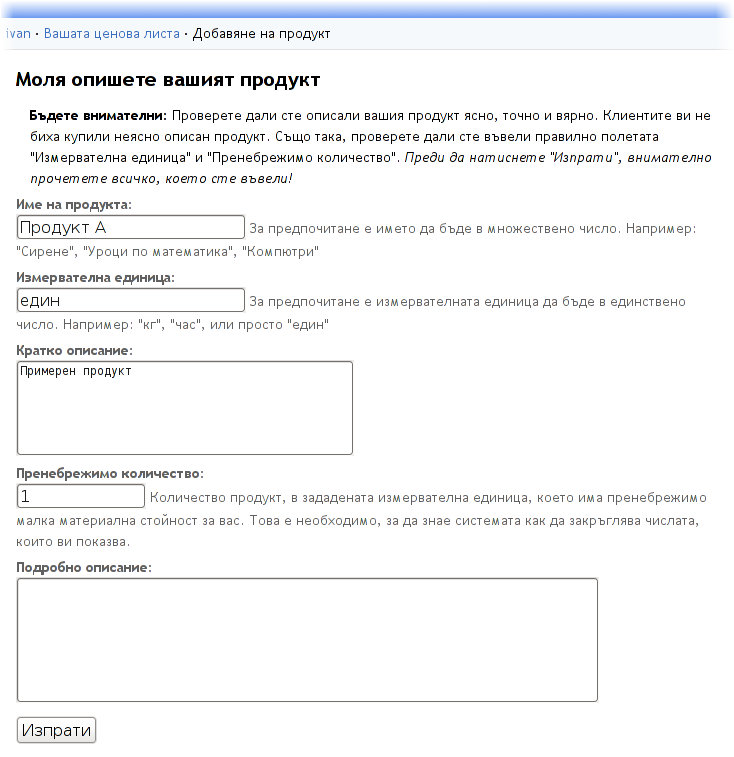 ivan · Вашата ценова листа · Добавяне на продукт
Моля опишете вашият продукт
Бъдете внимателни: Проверете дали сте описали вашия продукт ясно, точно и вярно. Клиентите ви не
биха купили неясно описан продукт. Също така, проверете дали сте въвели правилно полетата
"Измервателна единица" и "Пренебрежимо количество". Преди да натиснете "Изпрати", внимателно
прочетете всичко, което сте въвели!
Име на продукта:
Продукт А За предпочитане е името да бъде в множествено число. Например:
"Сирене", "Уроци по математика", "Компютри"
Измервателна единица:
един За предпочитане е измервателната единица да бъде в единствено
число. Например: "кг", "час", или просто "един"
Кратко описание:
Примерен продукт
Пренебрежимо количество:
1 Количество продукт, в зададената измервателна единица, което има пренебрежимо
малка материална стойност за вас. Това е необходимо, за да знае системата как да закръглява числата,
които ви показва.
Подробно описание:
Изпрати